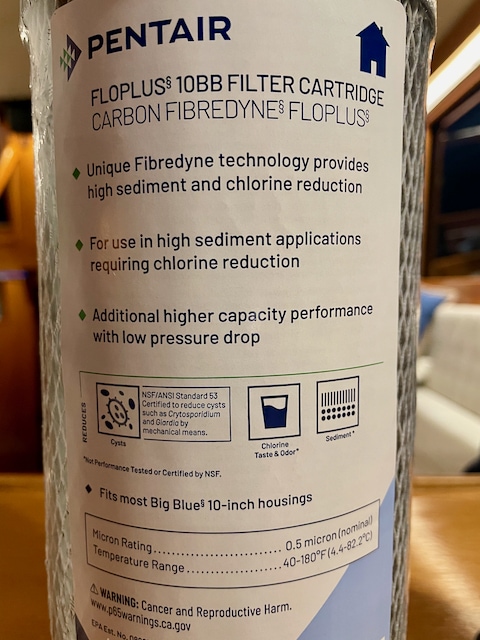 PENTAIR
FLOPLUS§ 10BB FILTER CARTRIDGE
CARBON FIBREDYNE§ FLOPLUS§
Unique Fibredyne technology provides
high sediment and chlorine reduction
For use in high sediment applications
requiring chlorine reduction
Additional higher capacity performance
with low pressure drop
REDUCES
NSF/ANSI Standard 53
Certified to reduce cysts
such as Crytosporidium
and Giardia by
mechanical means.
Cysts
Chlorine
Taste & Odor*
Sediment*
*Not Performance Tested or Certified by NSF.
Fits most Big Blue§ 10-inch housings
Micron Rating.......................... 0.5 micron (nominal)
Temperature Range.................... 40-180°F (4.4-82.2°C)
WARNING: Cancer and Reproductive Harm.
www.p65warnings.ca.gov
EPA Est. No.